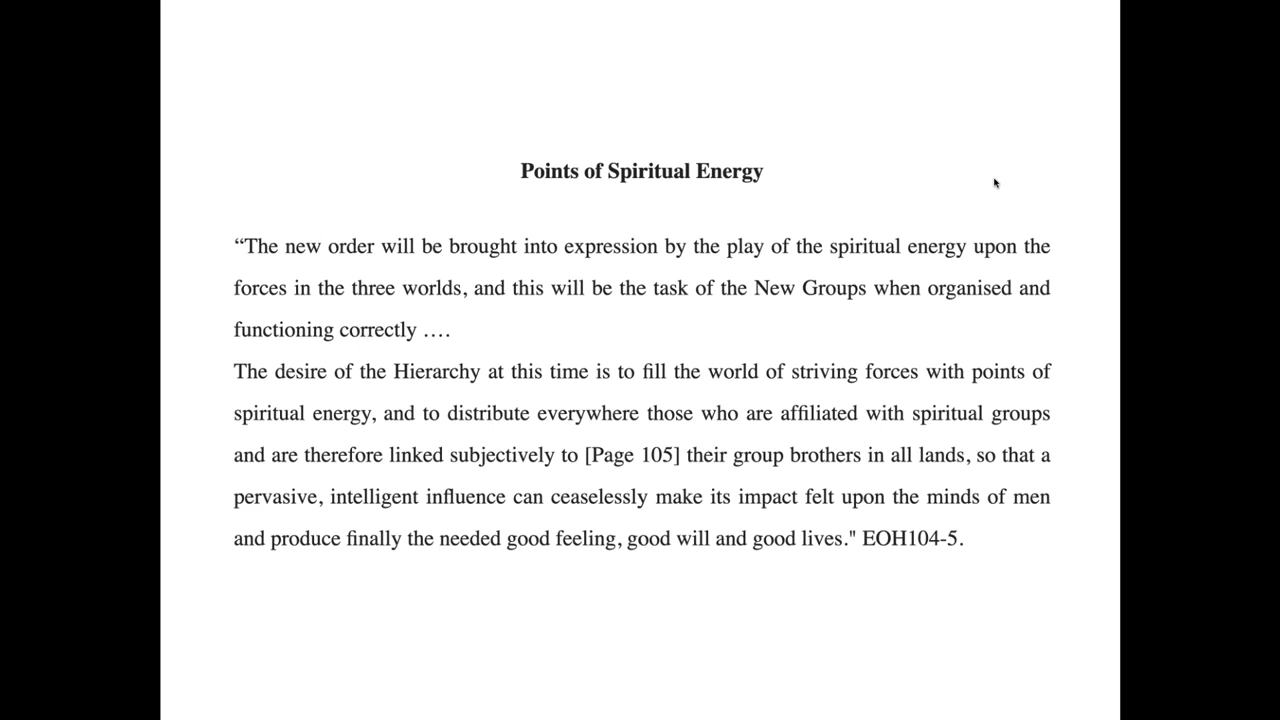 Points of Spiritual Energy
“The new order will be brought into expression by the play of the spiritual energy upon the
forces in the three worlds, and this will be the task of the New Groups when organised and
functioning correctly ….
The desire of the Hierarchy at this time is to fill the world of striving forces with points of
spiritual energy, and to distribute everywhere those who are affiliated with spiritual groups
and are therefore linked subjectively to [Page 105] their group brothers in all lands, so that a
pervasive, intelligent influence can ceaselessly make its impact felt upon the minds of men
and produce finally the needed good feeling, good will and good lives." EOH104-5.